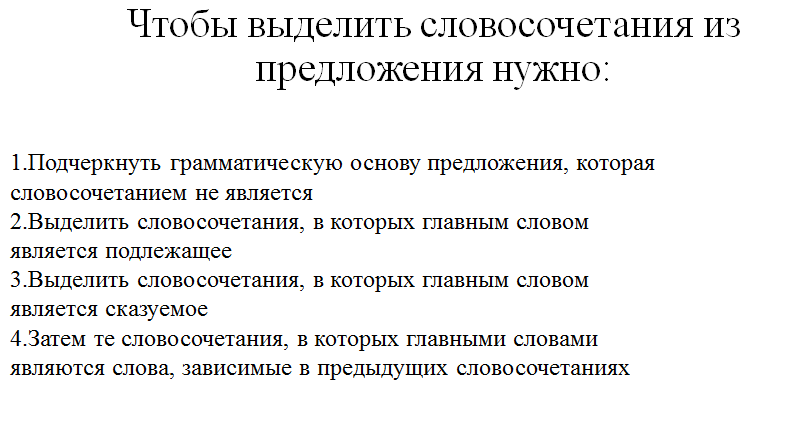 Чтобы выделить словосочетания из
предложения нужно:
1.Подчеркнуть грамматическую основу предложения, которая
словосочетанием не является
2.Выделить словосочетания, в которых главным словом
является подлежащее
3.Выделить словосочетания, в которых главным словом
является сказуемое
4.Затем те словосочетания, в которых главными словами
являются слова, зависимые в предыдущих словосочетаниях